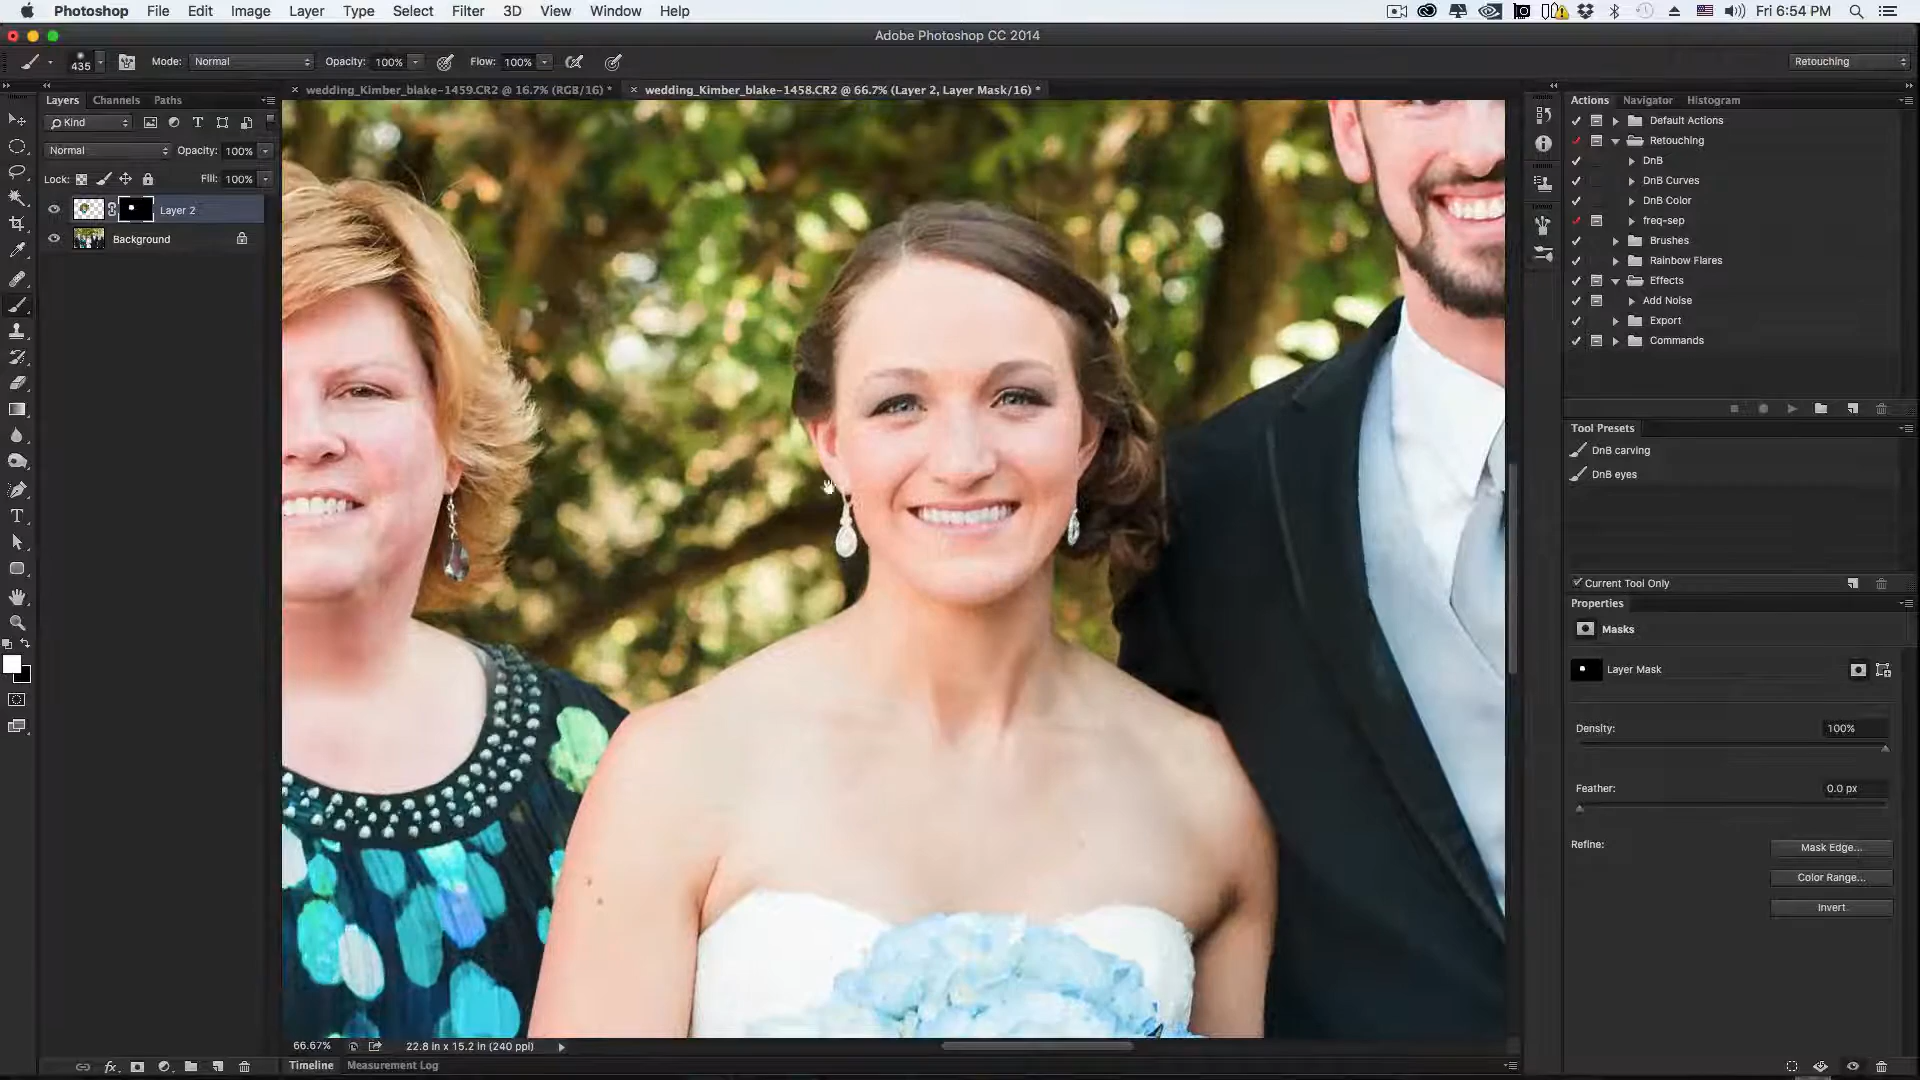 Photoshop File Edit Image Layer Type Select Filter 3D View Window Help Fri 6:54 PM
Adobe Photoshop CC 2014
435 Mode: Normal Opacity: 100% Flow: 100% Retouching
wedding_Kimber_blake-1459.CR2 @ 16.7% (RGB/16) * wedding_Kimber_blake-1458.CR2 @ 66.7% (Layer 2, Layer Mask/16) *
Layers Channels Paths
Kind
Normal Opacity: 100%
Lock: Fill: 100%
Layer 2
Background
Actions Navigator Histogram
Default Actions
Retouching
DnB
DnB Curves
DnB Color
freq-sep
Brushes
Rainbow Flares
Effects
Add Noise
Export
Commands
Tool Presets
DnB carving
DnB eyes
Current Tool Only
Properties
Masks
Layer Mask
Density: 100%
Feather: 0.0 px
Refine: Mask Edge...
Color Range...
Invert
66.67% 22.8 in x 15.2 in (240 ppi)
Timeline Measurement Log